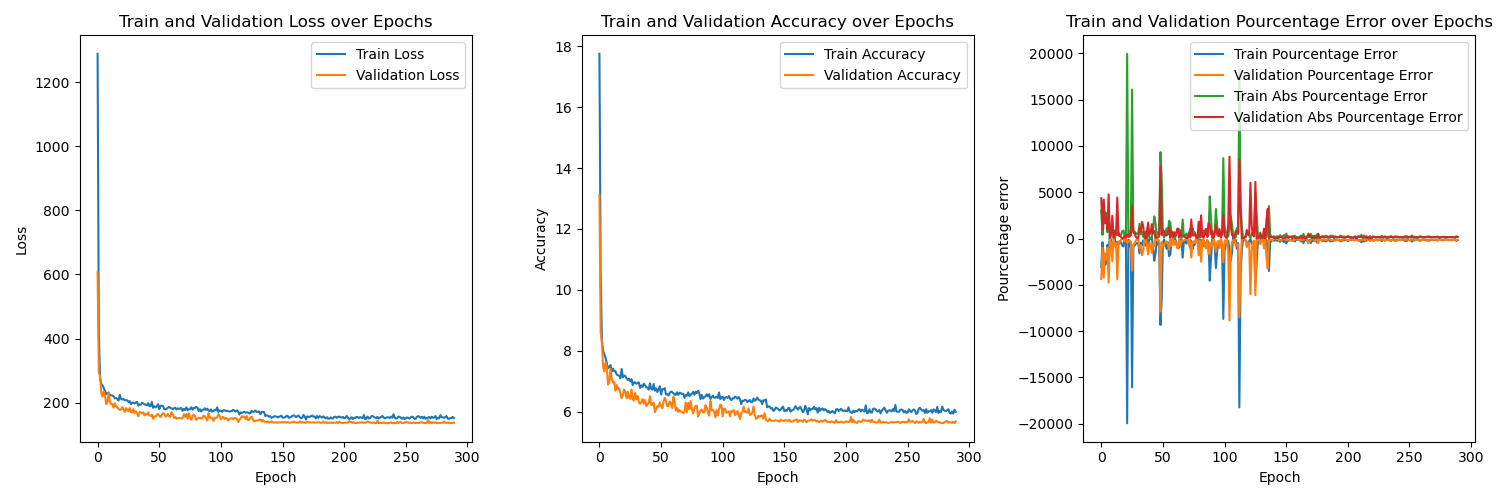 Train and Validation Loss over Epochs
Train Loss
Validation Loss
1200
1000
800
600
400
200
Loss
0
50
100
150
200
250
300
Epoch
Train and Validation Accuracy over Epochs
Train Accuracy
Validation Accuracy
18
16
14
12
10
8
6
Accuracy
0
50
100
150
200
250
300
Epoch
Train and Validation Pourcentage Error over Epochs
Train Pourcentage Error
Validation Pourcentage Error
Train Abs Pourcentage Error
Validation Abs Pourcentage Error
20000
15000
10000
5000
0
−5000
−10000
−15000
−20000
Pourcentage error
0
50
100
150
200
250
300
Epoch